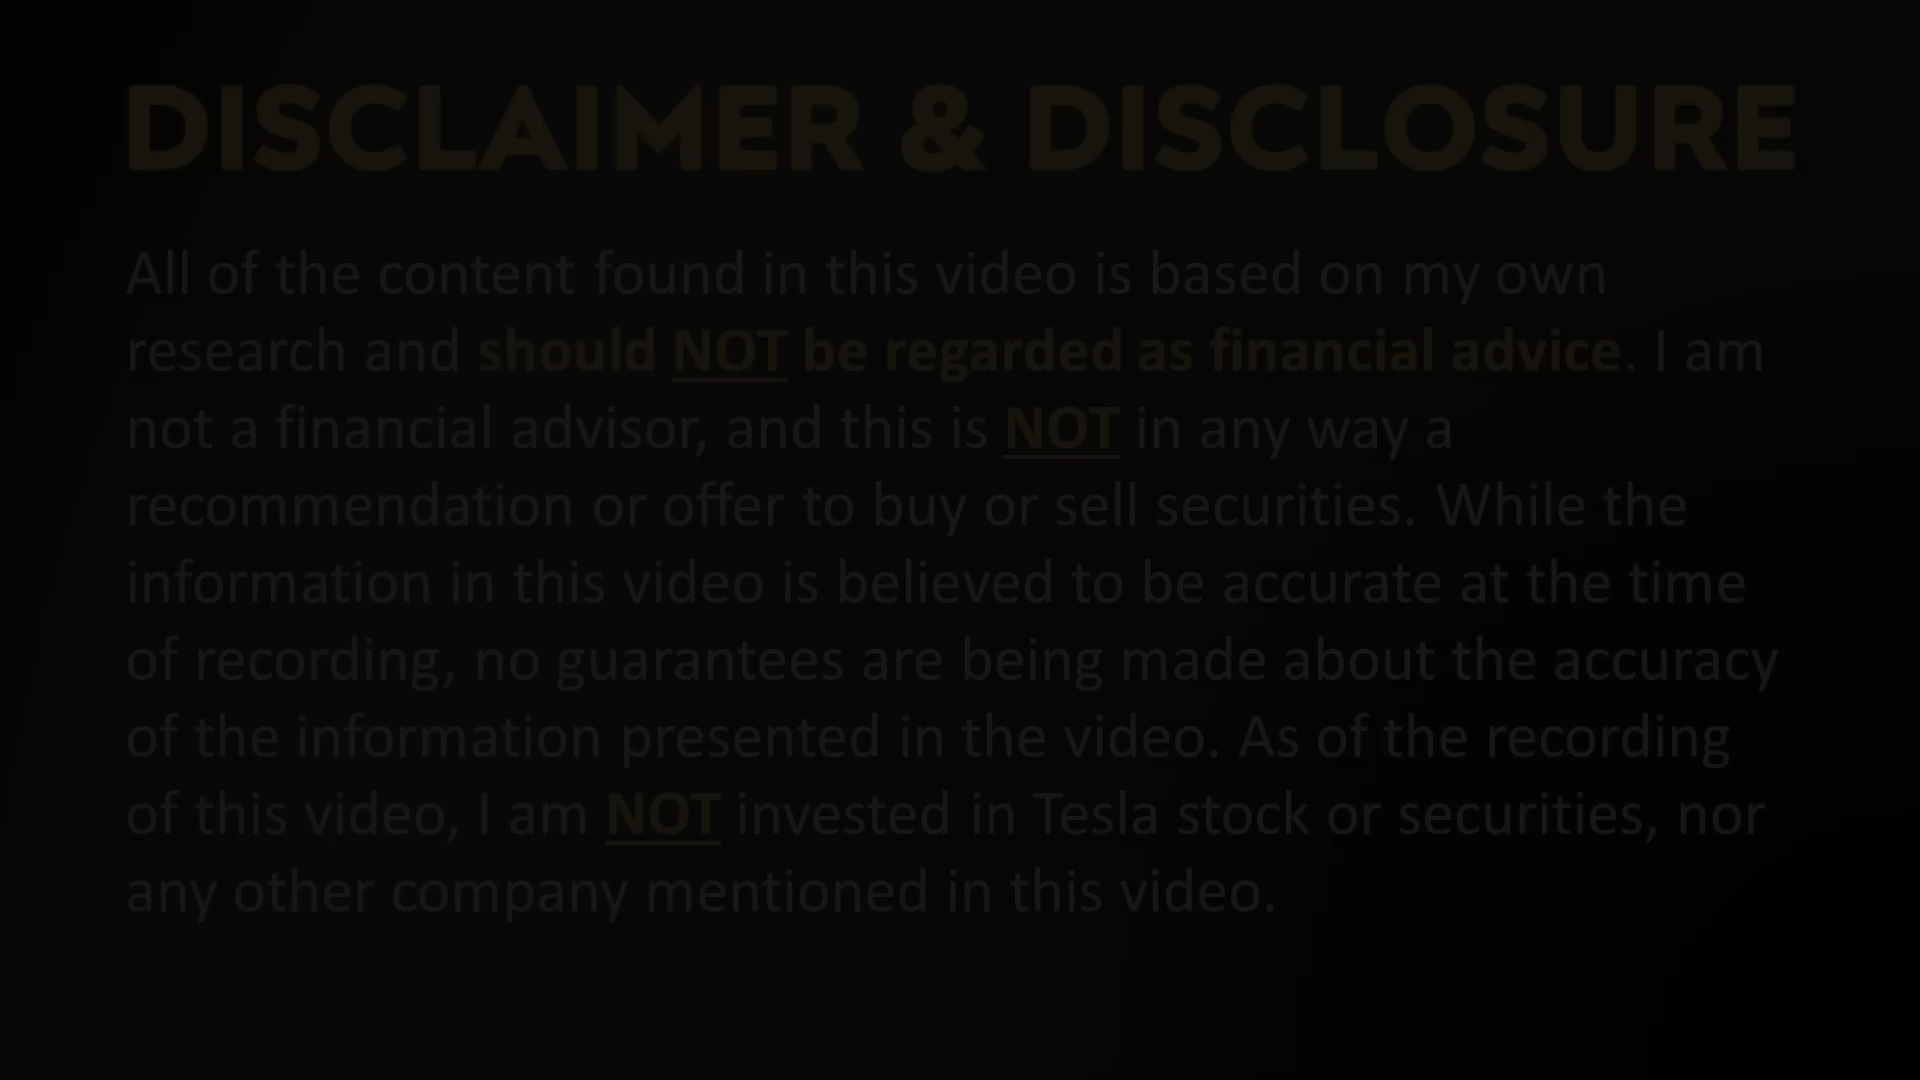 DISCLAIMER & DISCLOSURE
All of the content found in this video is based on my own
research and should NOT be regarded as financial advice. I am
not a financial advisor, and this is NOT in any way a
recommendation or offer to buy or sell securities. While the
information in this video is believed to be accurate at the time
of recording, no guarantees are being made about the accuracy
of the information presented in the video. As of the recording
of this video, I am NOT invested in Tesla stock or securities, nor
any other company mentioned in this video.